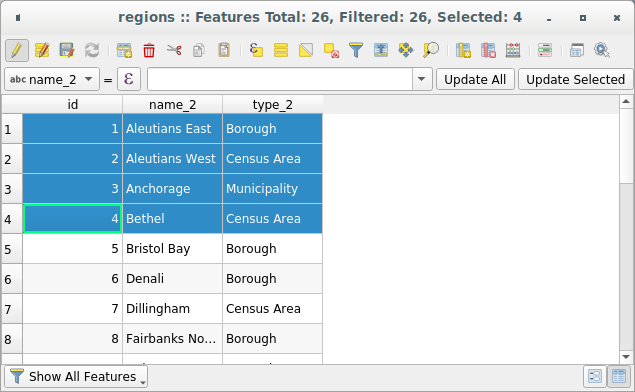 regions :: Features Total: 26, Filtered: 26, Selected: 4
abc name_2 = ε Update All Update Selected
id name_2 type_2
1 1 Aleutians East Borough
2 2 Aleutians West Census Area
3 3 Anchorage Municipality
4 4 Bethel Census Area
5 5 Bristol Bay Borough
6 6 Denali Borough
7 7 Dillingham Census Area
8 8 Fairbanks No... Borough
Show All Features